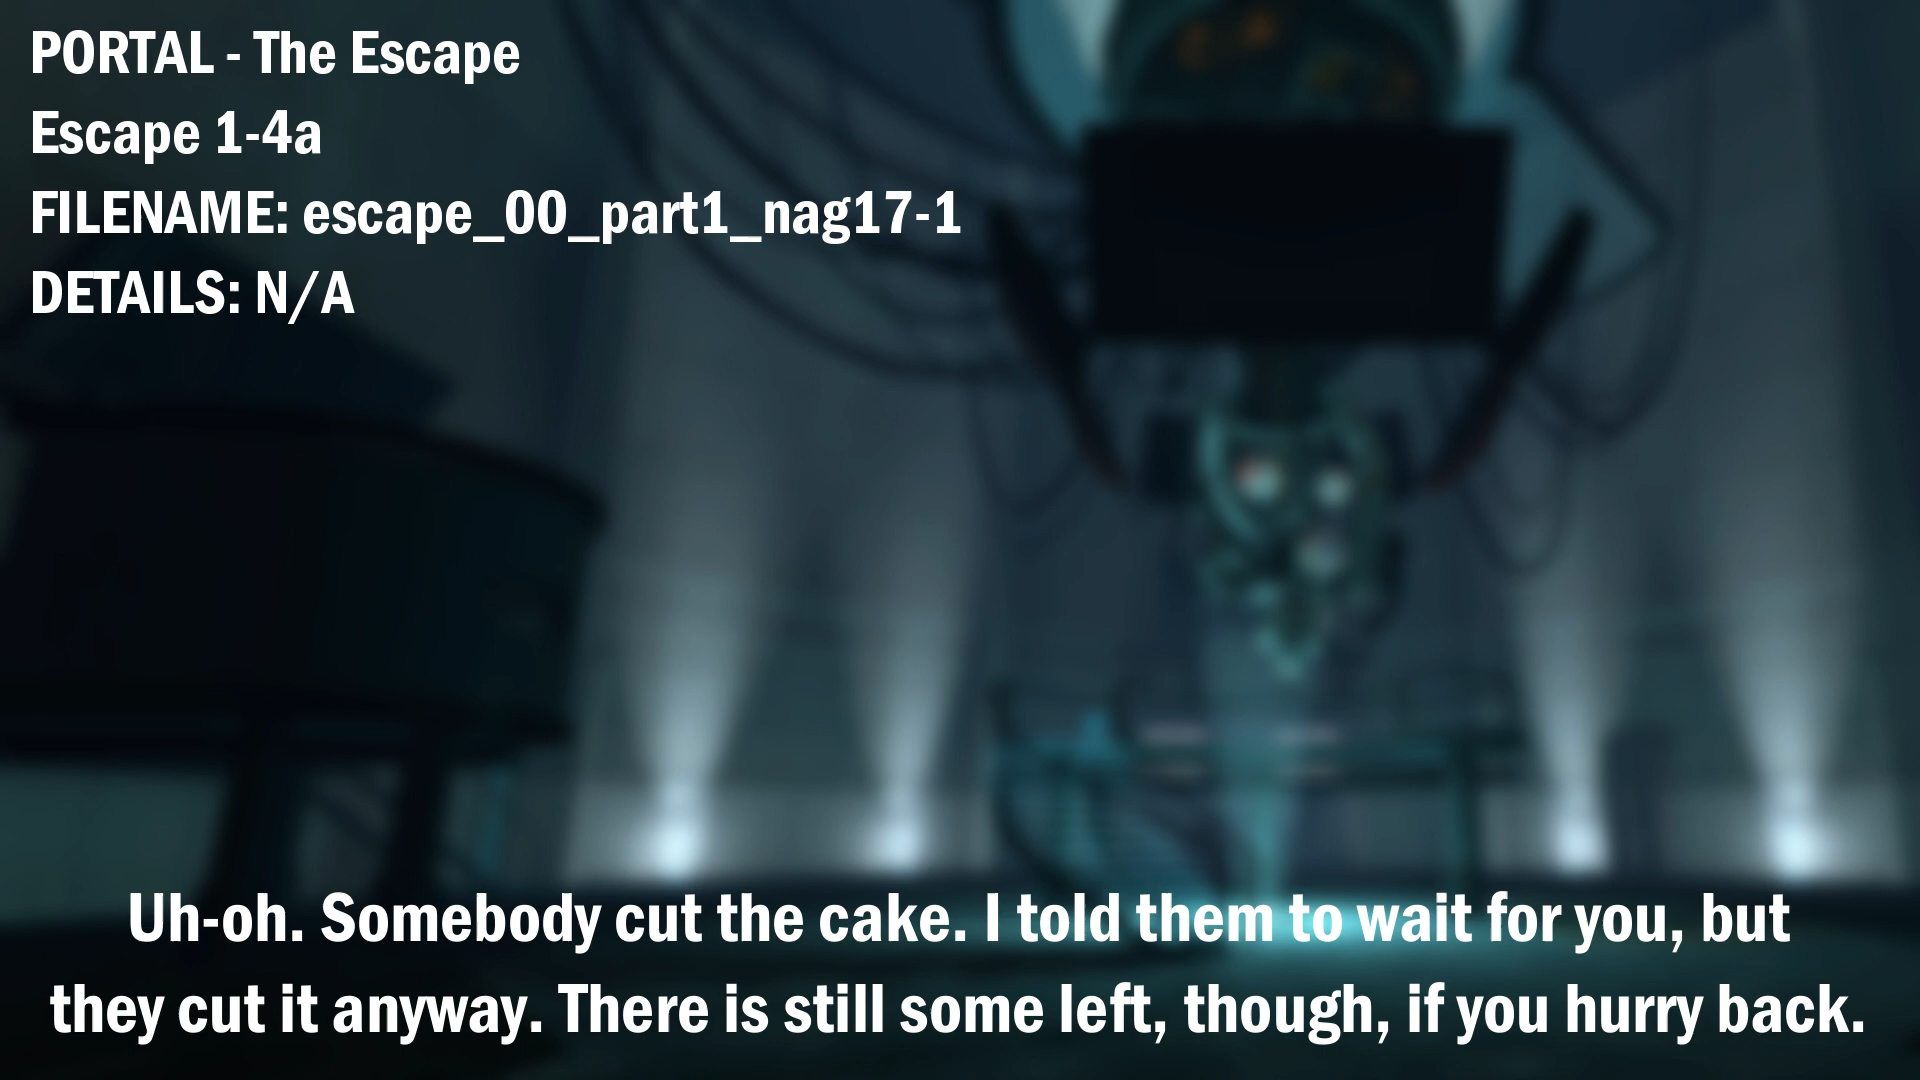 PORTAL - The Escape
Escape 1-4a
FILENAME: escape_00_part1_nag17-1
DETAILS: N/A
Uh-oh. Somebody cut the cake. I told them to wait for you, but
they cut it anyway. There is still some left, though, if you hurry back.